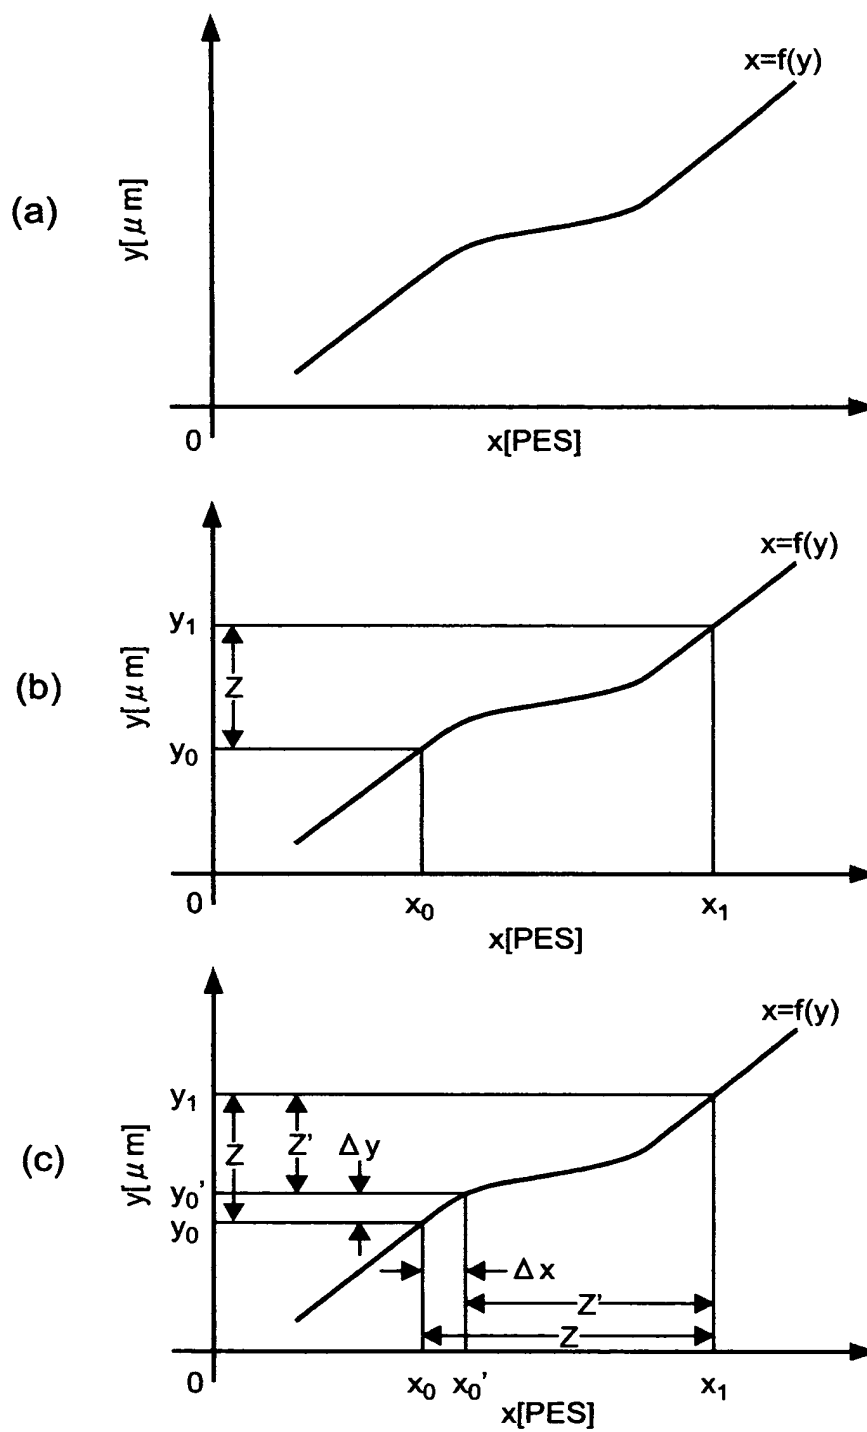 x=f(y)
(a)
y[μm]
0
x[PES]
x=f(y)
y₁
(b)
y[μm]
Z
y₀
0
x₀
x₁
x[PES]
x=f(y)
y₁
(c)
y[μm]
Z
Z'
Δy
y₀'
y₀
Δx
Z'
Z
0
x₀
x₀'
x₁
x[PES]